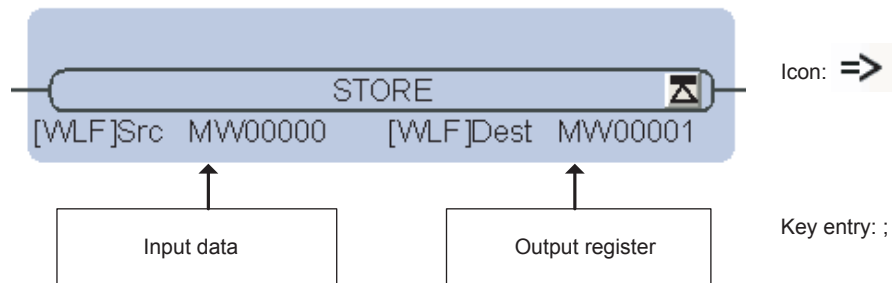 STORE
[WLF]Src MW00000 [WLF]Dest MW00001
Input data
Output register
Icon: =>
Key entry: ;